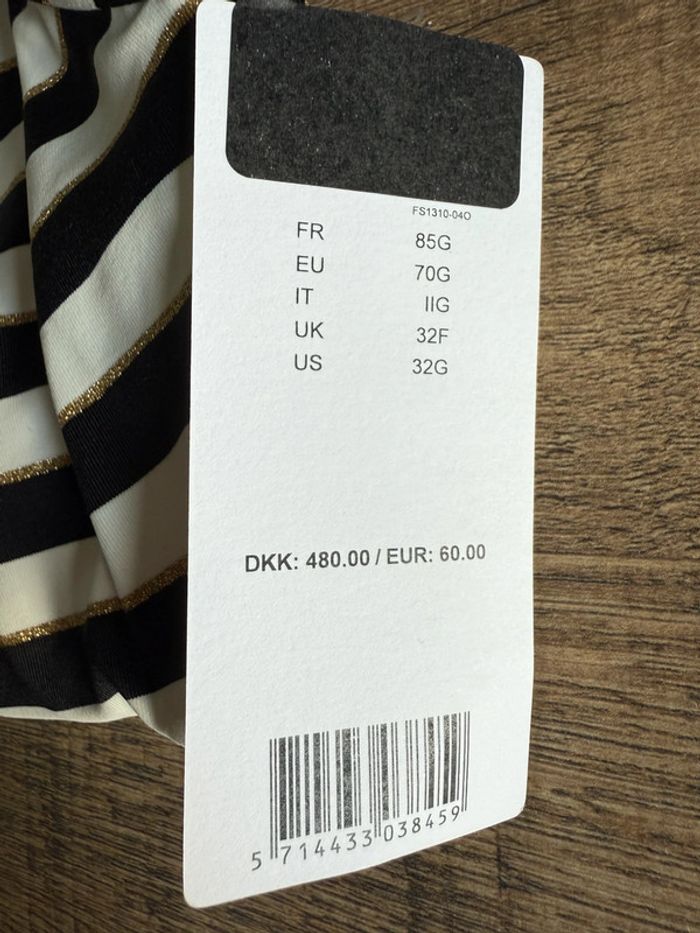 FS1310-04O
FR 85G
EU 70G
IT IIG
UK 32F
US 32G
DKK: 480.00 / EUR: 60.00
5 714433 038459